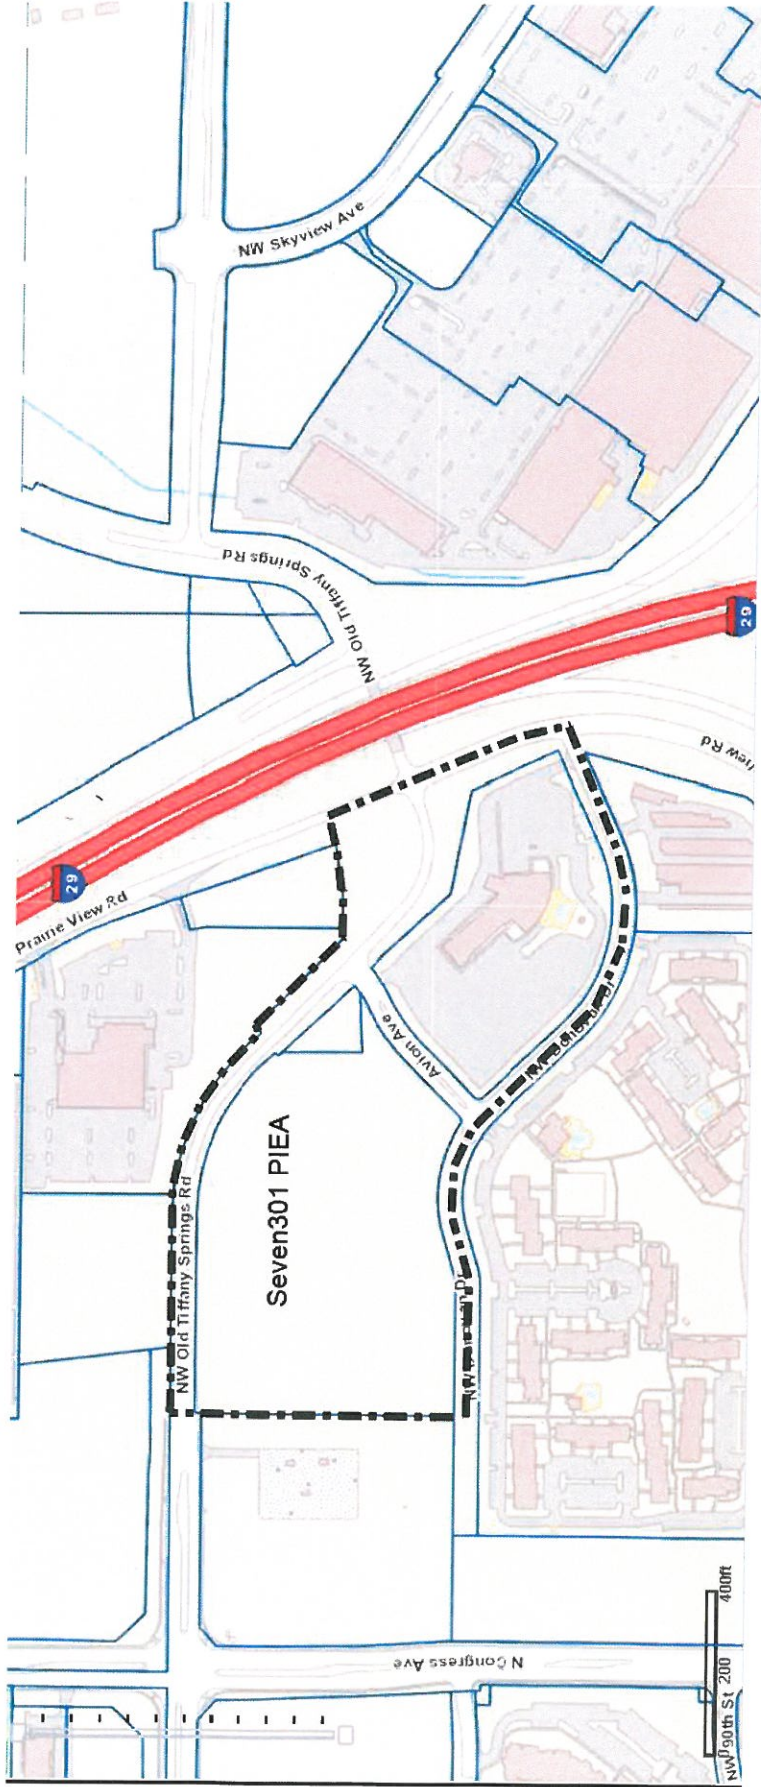 NW Skyview Ave
NW Old Tiffany Springs Rd
29
Prairie View Rd
29
NW Old Tiffany Springs Rd
Seven301 PIEA
Avion Ave
N Congress Ave
NW 90th St
0
200
400ft